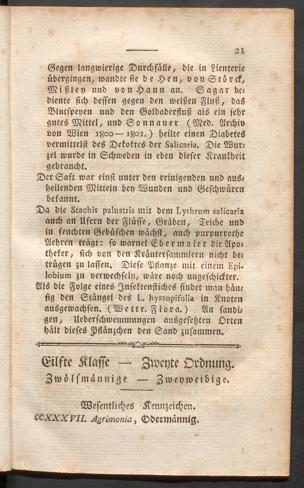 21
Gegen langwierige Durchfälle, die in Lienterie
übergingen, wandte sie de Hen, von Störck,
Mißley und von Hann an. Sagar be-
diente sich dessen gegen den weißen Fluß, das
Blutspeyen und den Goldaderfluß als ein sehr
gutes Mittel, und Sonnauer (Med. Archiv
von Wien 1800—1801.) heilte einen Diabetes
vermittelst des Dekoktes der Salicaria. Die Wur-
zel wurde in Schweden in eben dieser Krankheit
gebraucht.
Der Saft war einst unter den reinigenden und aus-
heilenden Mitteln bey Wunden und Geschwüren
bekannt.
Da die Stachis palustris mit dem Lythrum salicaria
auch an Ufern der Flüsse, Gräben, Teiche und
in feuchten Gebüschen wächst, auch purpurrothe
Aehren trägt: so warnet Ebermaier die Apo-
theker, sich von den Kräutersammlern nicht be-
trügen zu lassen. Diese Pflanze mit einem Epi-
lobium zu verwechseln, wäre noch ungeschickter.
Als die Folge eines Insektenstiches findet man häu-
fig den Stängel des L. hyssopifolia in Knoten
ausgewachsen. (Wett. Flora.) An sandi-
gen, Ueberschwemmungen ausgesetzten Orten
hält dieses Pflänzchen den Sand zusammen.
Eilfte Klasse — Zweyte Ordnung.
Zwölfmännige — Zweyweibige.
Wesentliches Kennzeichen.
CCXXXVII. Agrimonia, Odermännig.